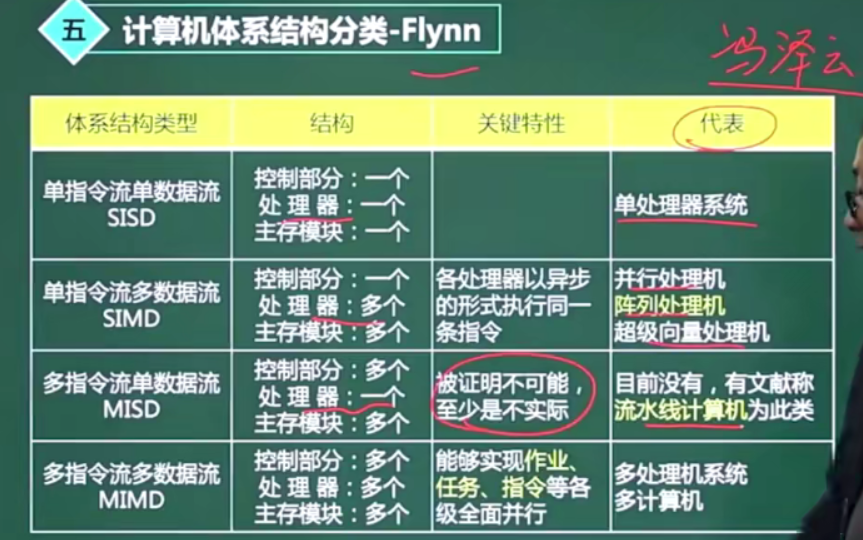 五
计算机体系结构分类-Flynn
冯泽云
体系结构类型
结构
关键特性
代表
单指令流单数据流
SISD
控制部分：一个
处 理 器：一个
主存模块：一个
单处理器系统
单指令流多数据流
SIMD
控制部分：一个
处 理 器：多个
主存模块：多个
各处理器以异步
的形式执行同一
条指令
并行处理机
阵列处理机
超级向量处理机
多指令流单数据流
MISD
控制部分：多个
处 理 器：一个
主存模块：多个
被证明不可能，
至少是不实际
目前没有，有文献称
流水线计算机为此类
多指令流多数据流
MIMD
控制部分：多个
处 理 器：多个
主存模块：多个
能够实现作业、
任务、指令等各
级全面并行
多处理机系统
多计算机